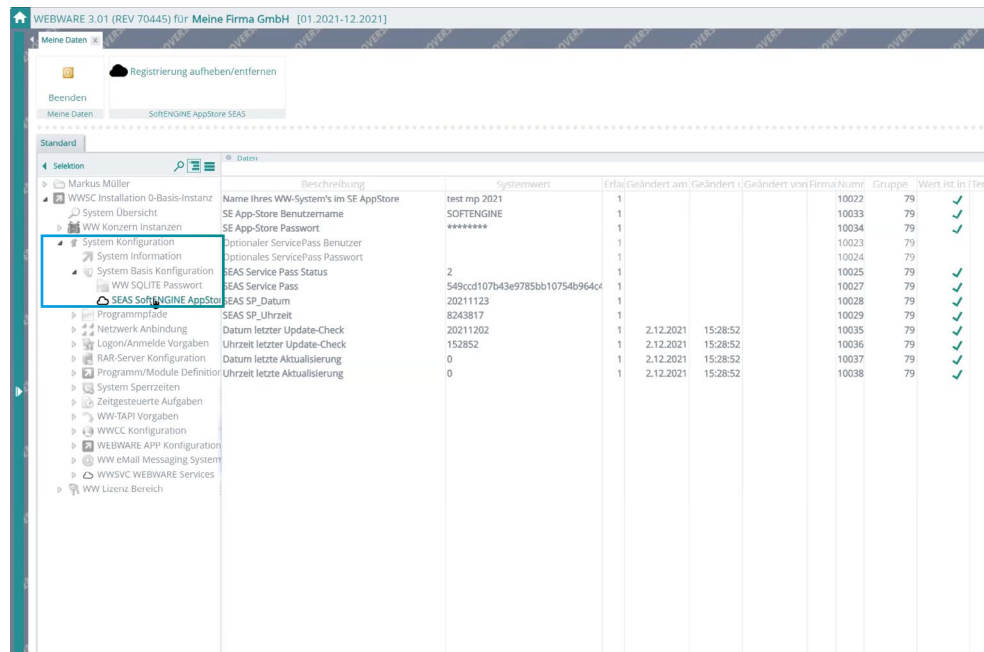 WEBWARE 3.01 (REV 70445) für Meine Firma GmbH [01.2021-12.2021]
Meine Daten x
Registrierung aufheben/entfernen
Beenden
Meine Daten SoftENGINE AppStore SEAS
Standard
Selektion
Daten
Beschreibung Systemwert Erlau Geändert am Geändert u Geändert von Firma Numr Gruppe Wert ist in
Markus Müller
WWSC Installation 0-Basis-Instanz Name Ihres WW-System's im SE AppStore test mp 2021 1 10022 79
System Übersicht SE App-Store Benutzername SOFTENGINE 1 10033 79
WW Konzern Instanzen SE App-Store Passwort ******** 1 10034 79
System Konfiguration Optionaler ServicePass Benutzer 1 10023 79
System Information Optionales ServicePass Passwort 1 10024 79
System Basis Konfiguration SEAS Service Pass Status 2 1 10025 79
WW SQLITE Passwort SEAS Service Pass 549ccd107b43e9785bb10754b964c4 1 10027 79
SEAS SoftENGINE AppStor SEAS SP_Datum 20211123 1 10028 79
Programmpfade SEAS SP_Uhrzeit 8243817 1 10029 79
Netzwerk Anbindung Datum letzter Update-Check 20211202 1 2.12.2021 15:28:52 10035 79
Logon/Anmelde Vorgaben Uhrzeit letzter Update-Check 152852 1 2.12.2021 15:28:52 10036 79
RAR-Server Konfiguration Datum letzte Aktualisierung 0 1 2.12.2021 15:28:52 10037 79
Programm/Module Definition Uhrzeit letzte Aktualisierung 0 1 2.12.2021 15:28:52 10038 79
System Sperrzeiten
Zeitgesteuerte Aufgaben
WW-TAPI Vorgaben
WWCC Konfiguration
WEBWARE APP Konfiguration
WW eMail Messaging System
WWSVC WEBWARE Services
WW Lizenz Bereich